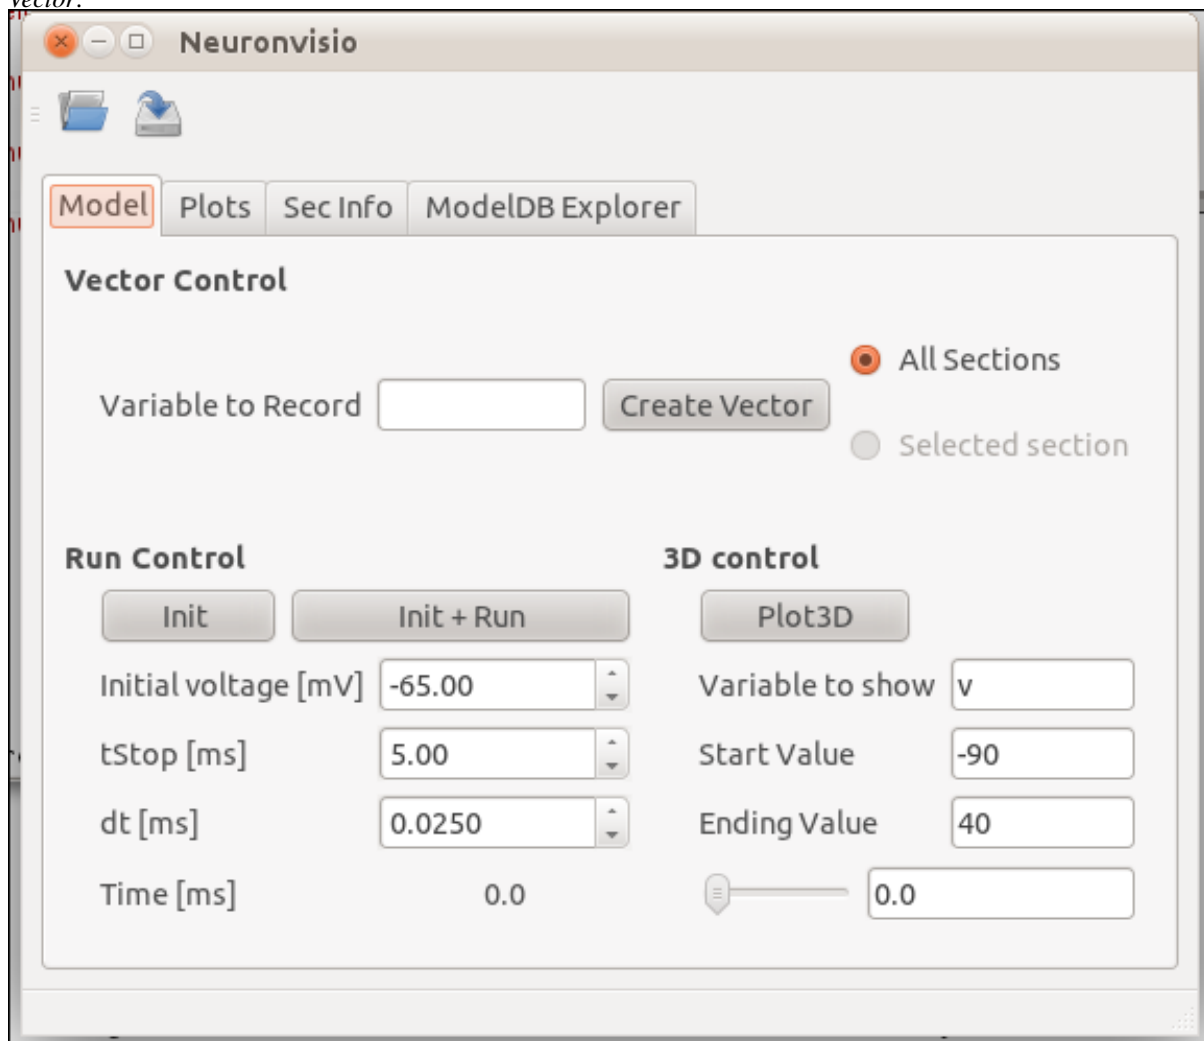 Vector.
Neuronvisio
Model Plots Sec Info ModelDB Explorer
Vector Control
All Sections
Variable to Record Create Vector
Selected section
Run Control 3D control
Init Init + Run Plot3D
Initial voltage [mV] -65.00 Variable to show v
tStop [ms] 5.00 Start Value -90
dt [ms] 0.0250 Ending Value 40
Time [ms] 0.0 0.0